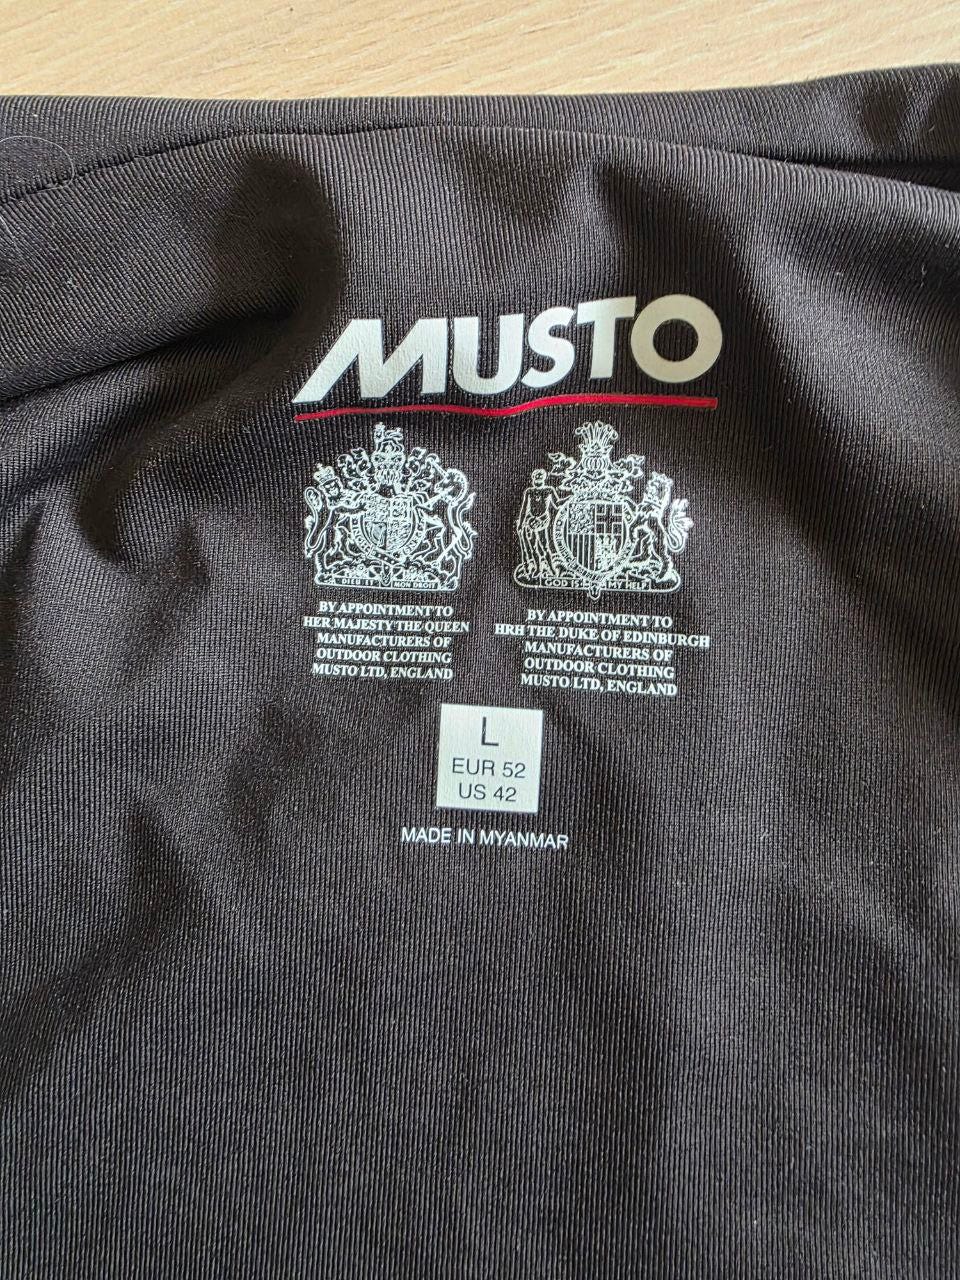 MUSTO
DIEU ET MON DROIT
BY APPOINTMENT TO
HER MAJESTY THE QUEEN
MANUFACTURERS OF
OUTDOOR CLOTHING
MUSTO LTD, ENGLAND
GOD IS MY HELP
BY APPOINTMENT TO
HRH THE DUKE OF EDINBURGH
MANUFACTURERS OF
OUTDOOR CLOTHING
MUSTO LTD, ENGLAND
L
EUR 52
US 42
MADE IN MYANMAR